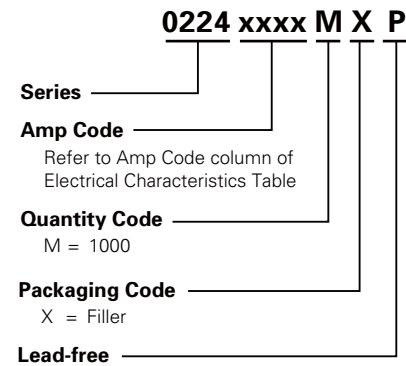 0224 xxxx M X P
Series
Amp Code
Refer to Amp Code column of
Electrical Characteristics Table
Quantity Code
M = 1000
Packaging Code
X = Filler
Lead-free